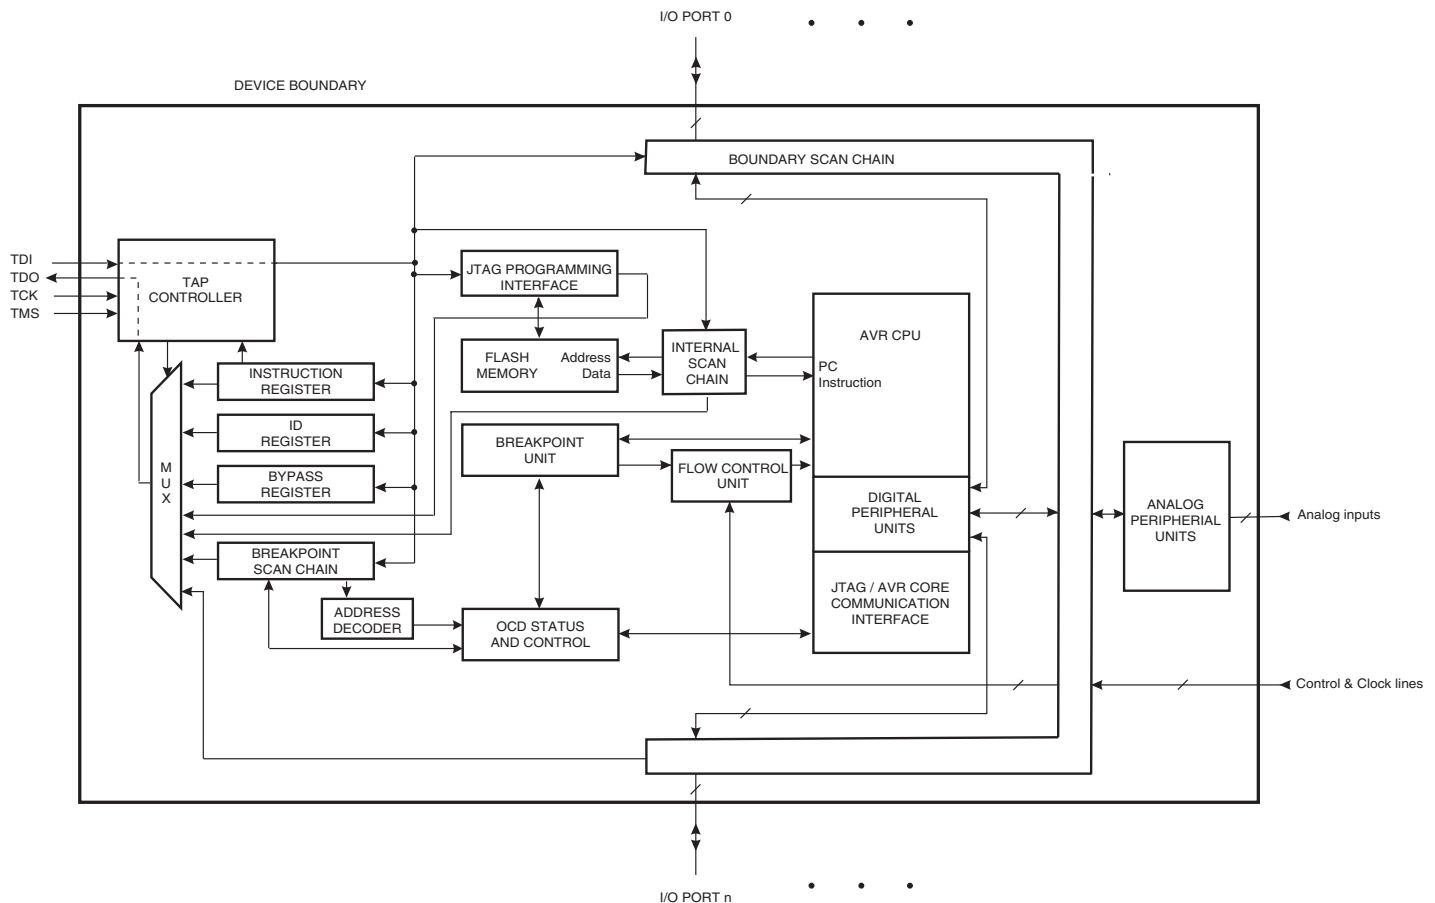 I/O PORT 0
DEVICE BOUNDARY
BOUNDARY SCAN CHAIN
TDI
TDO
TCK
TMS
TAP
CONTROLLER
JTAG PROGRAMMING
INTERFACE
AVR CPU
INTERNAL
SCAN
CHAIN
FLASH
MEMORY
Address
Data
PC
Instruction
INSTRUCTION
REGISTER
ID
REGISTER
BREAKPOINT
UNIT
FLOW CONTROL
UNIT
BYPASS
REGISTER
M
U
X
DIGITAL
PERIPHERAL
UNITS
ANALOG
PERIPHERIAL
UNITS
Analog inputs
BREAKPOINT
SCAN CHAIN
JTAG / AVR CORE
COMMUNICATION
INTERFACE
ADDRESS
DECODER
OCD STATUS
AND CONTROL
Control & Clock lines
I/O PORT n